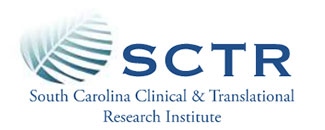 SCTR
South Carolina Clinical & Translational
Research Institute